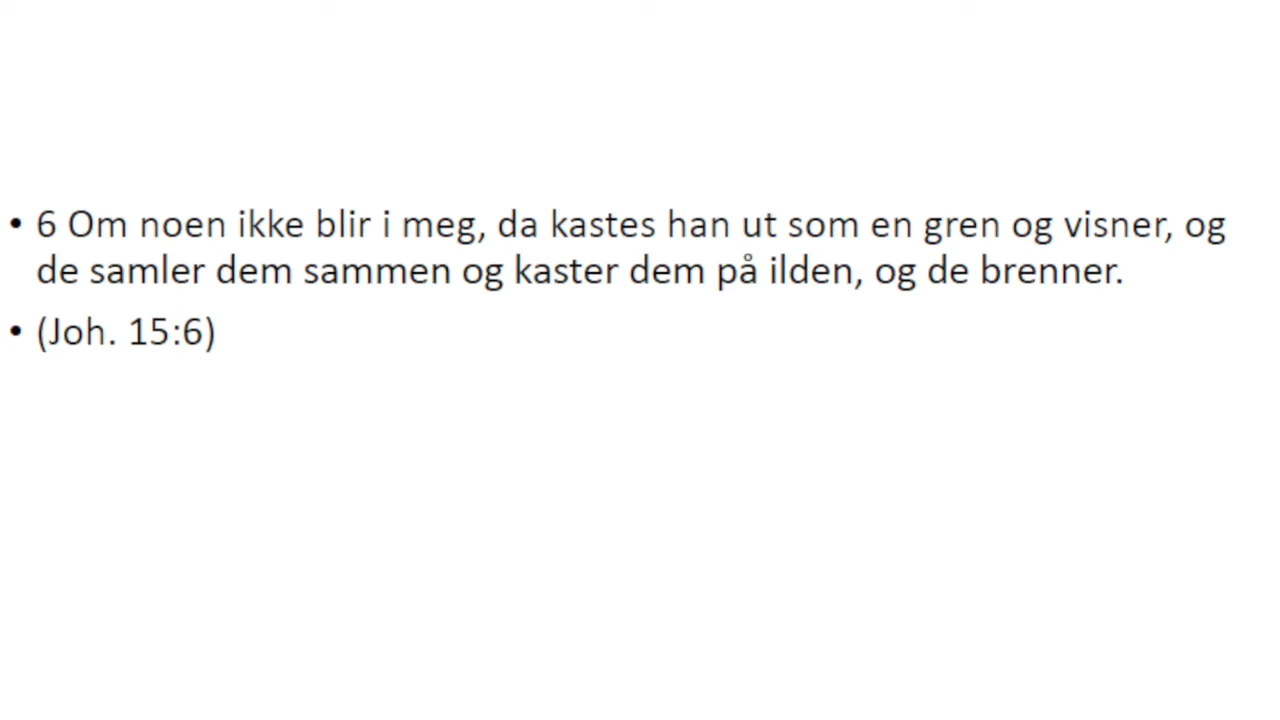 • 6 Om noen ikke blir i meg, da kastes han ut som en gren og visner, og
de samler dem sammen og kaster dem på ilden, og de brenner.
• (Joh. 15:6)